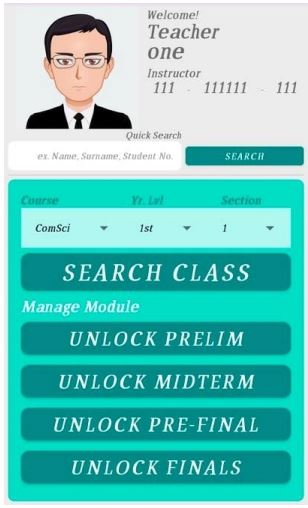 Welcome!
Teacher
one
Instructor
111 - 111111 - 111
Quick Search
ex. Name, Surname, Student No.
SEARCH
Course Yr. Lvl Section
ComSci 1st 1
SEARCH CLASS
Manage Module
UNLOCK PRELIM
UNLOCK MIDTERM
UNLOCK PRE-FINAL
UNLOCK FINALS